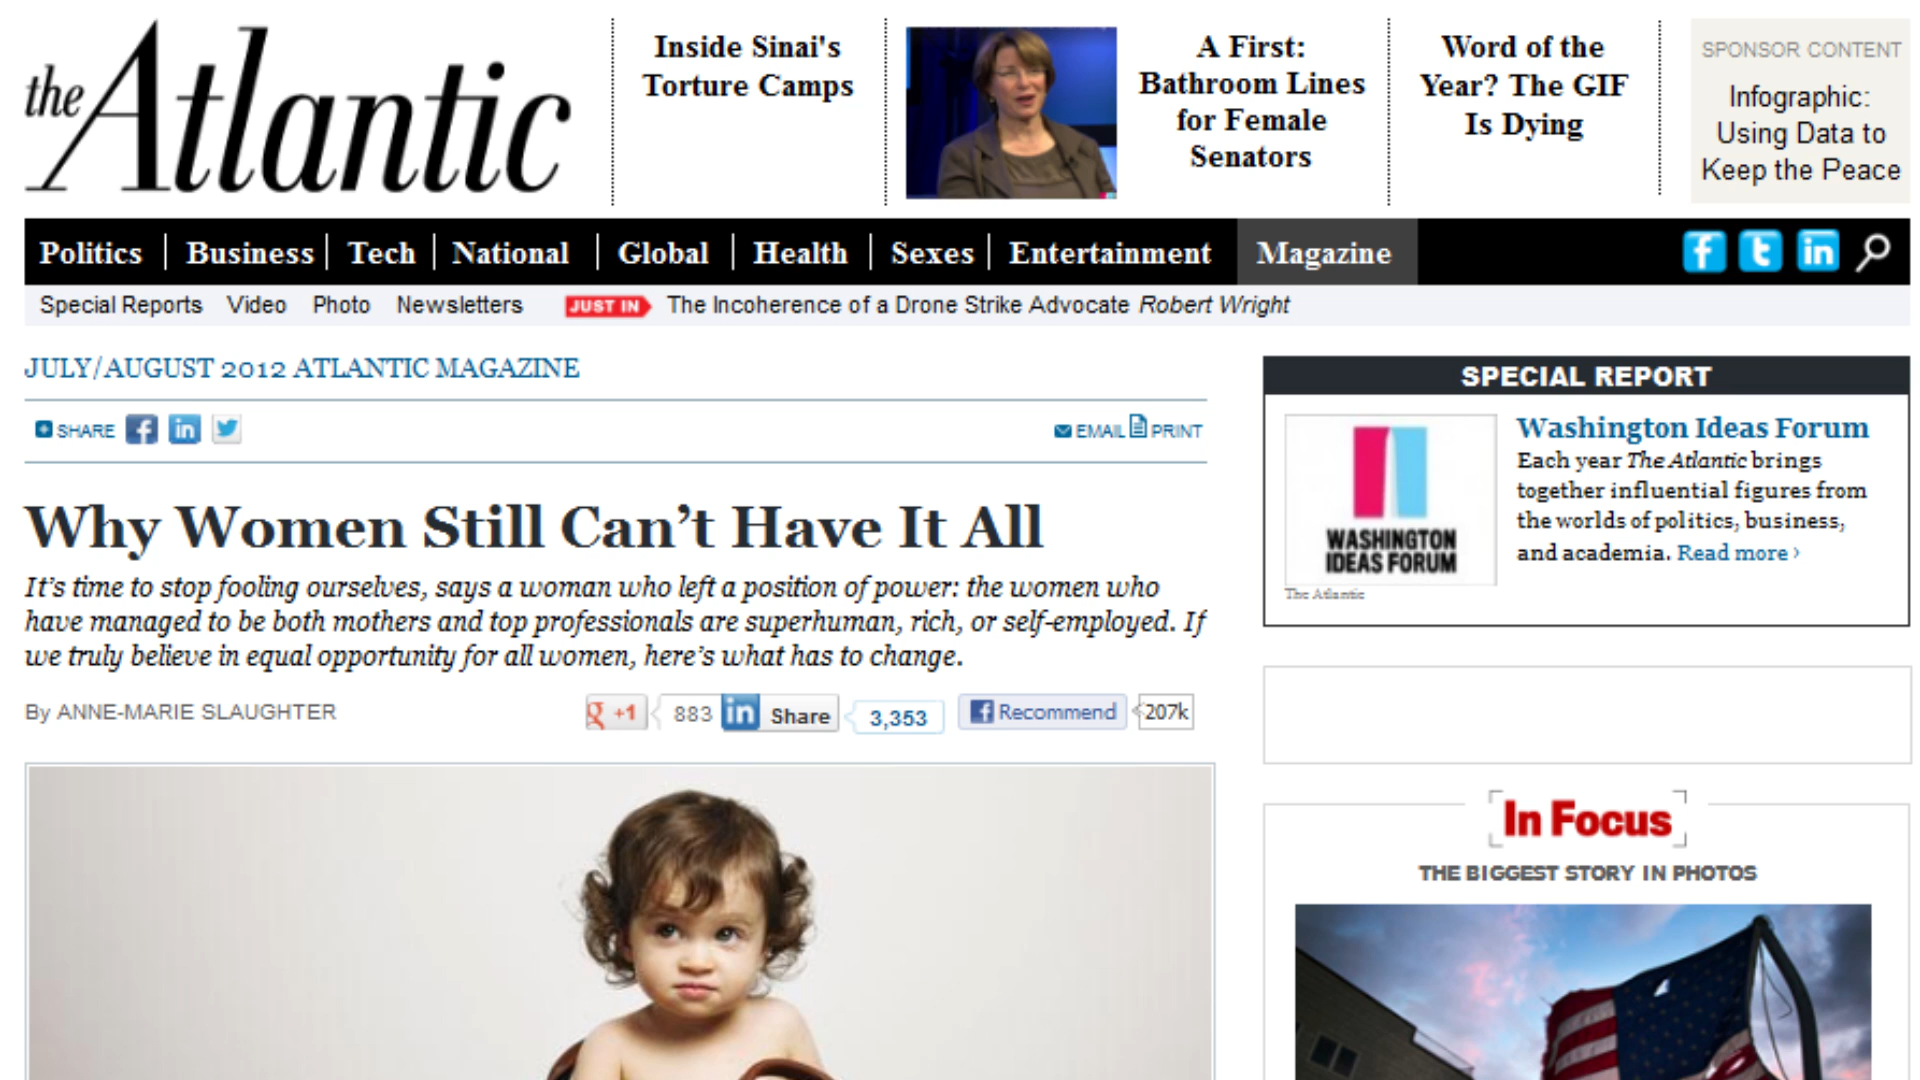 the Atlantic
Inside Sinai's
Torture Camps
A First:
Bathroom Lines
for Female
Senators
Word of the
Year? The GIF
Is Dying
SPONSOR CONTENT
Infographic:
Using Data to
Keep the Peace
Politics Business Tech National Global Health Sexes Entertainment Magazine
Special Reports Video Photo Newsletters JUST IN The Incoherence of a Drone Strike Advocate Robert Wright
JULY/AUGUST 2012 ATLANTIC MAGAZINE
SHARE
EMAIL PRINT
Why Women Still Can't Have It All
It's time to stop fooling ourselves, says a woman who left a position of power: the women who
have managed to be both mothers and top professionals are superhuman, rich, or self-employed. If
we truly believe in equal opportunity for all women, here's what has to change.
By ANNE-MARIE SLAUGHTER
g +1 883 in Share 3,353 f Recommend 207k
SPECIAL REPORT
WASHINGTON
IDEAS FORUM
The Atlantic
Washington Ideas Forum
Each year The Atlantic brings
together influential figures from
the worlds of politics, business,
and academia. Read more ›
In Focus
THE BIGGEST STORY IN PHOTOS